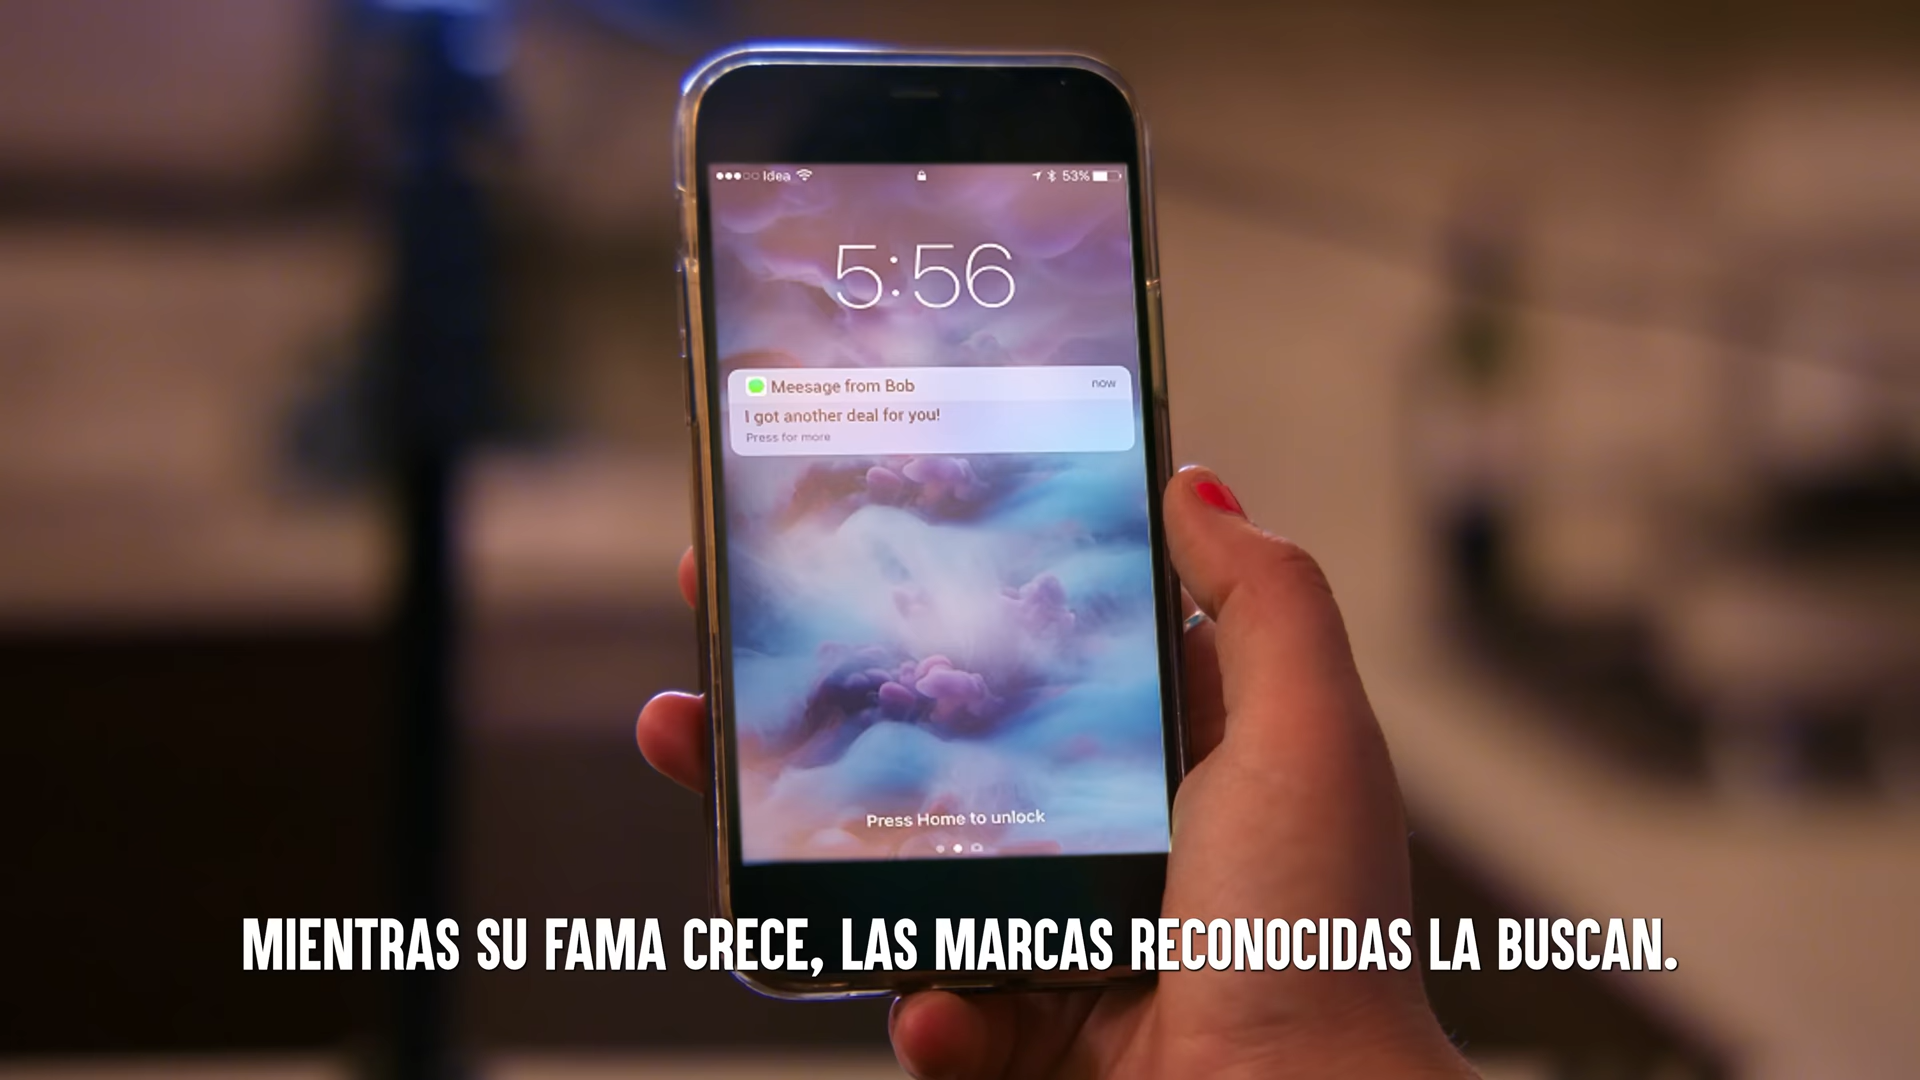 Idea 53%
5:56
Meesage from Bob now
I got another deal for you!
Press for more
Press Home to unlock
MIENTRAS SU FAMA CRECE, LAS MARCAS RECONOCIDAS LA BUSCAN.